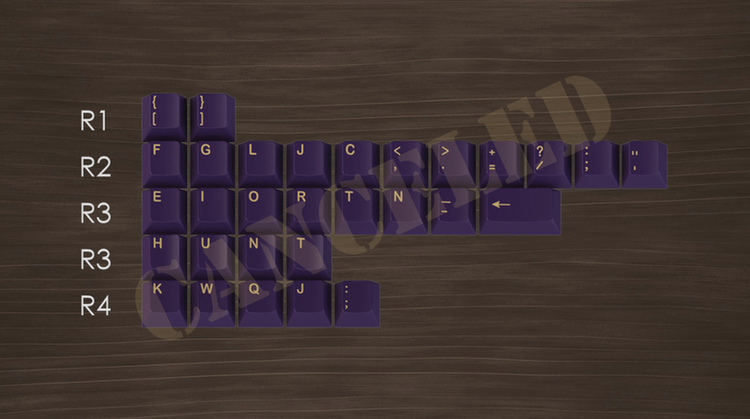 R1 { }
[ ]
R2 F G L J C < > + ? : "
, . = / ; '
R3 E I O R T N _ ←
-
R3 H U N T
R4 K W Q J :
;
CANCELED